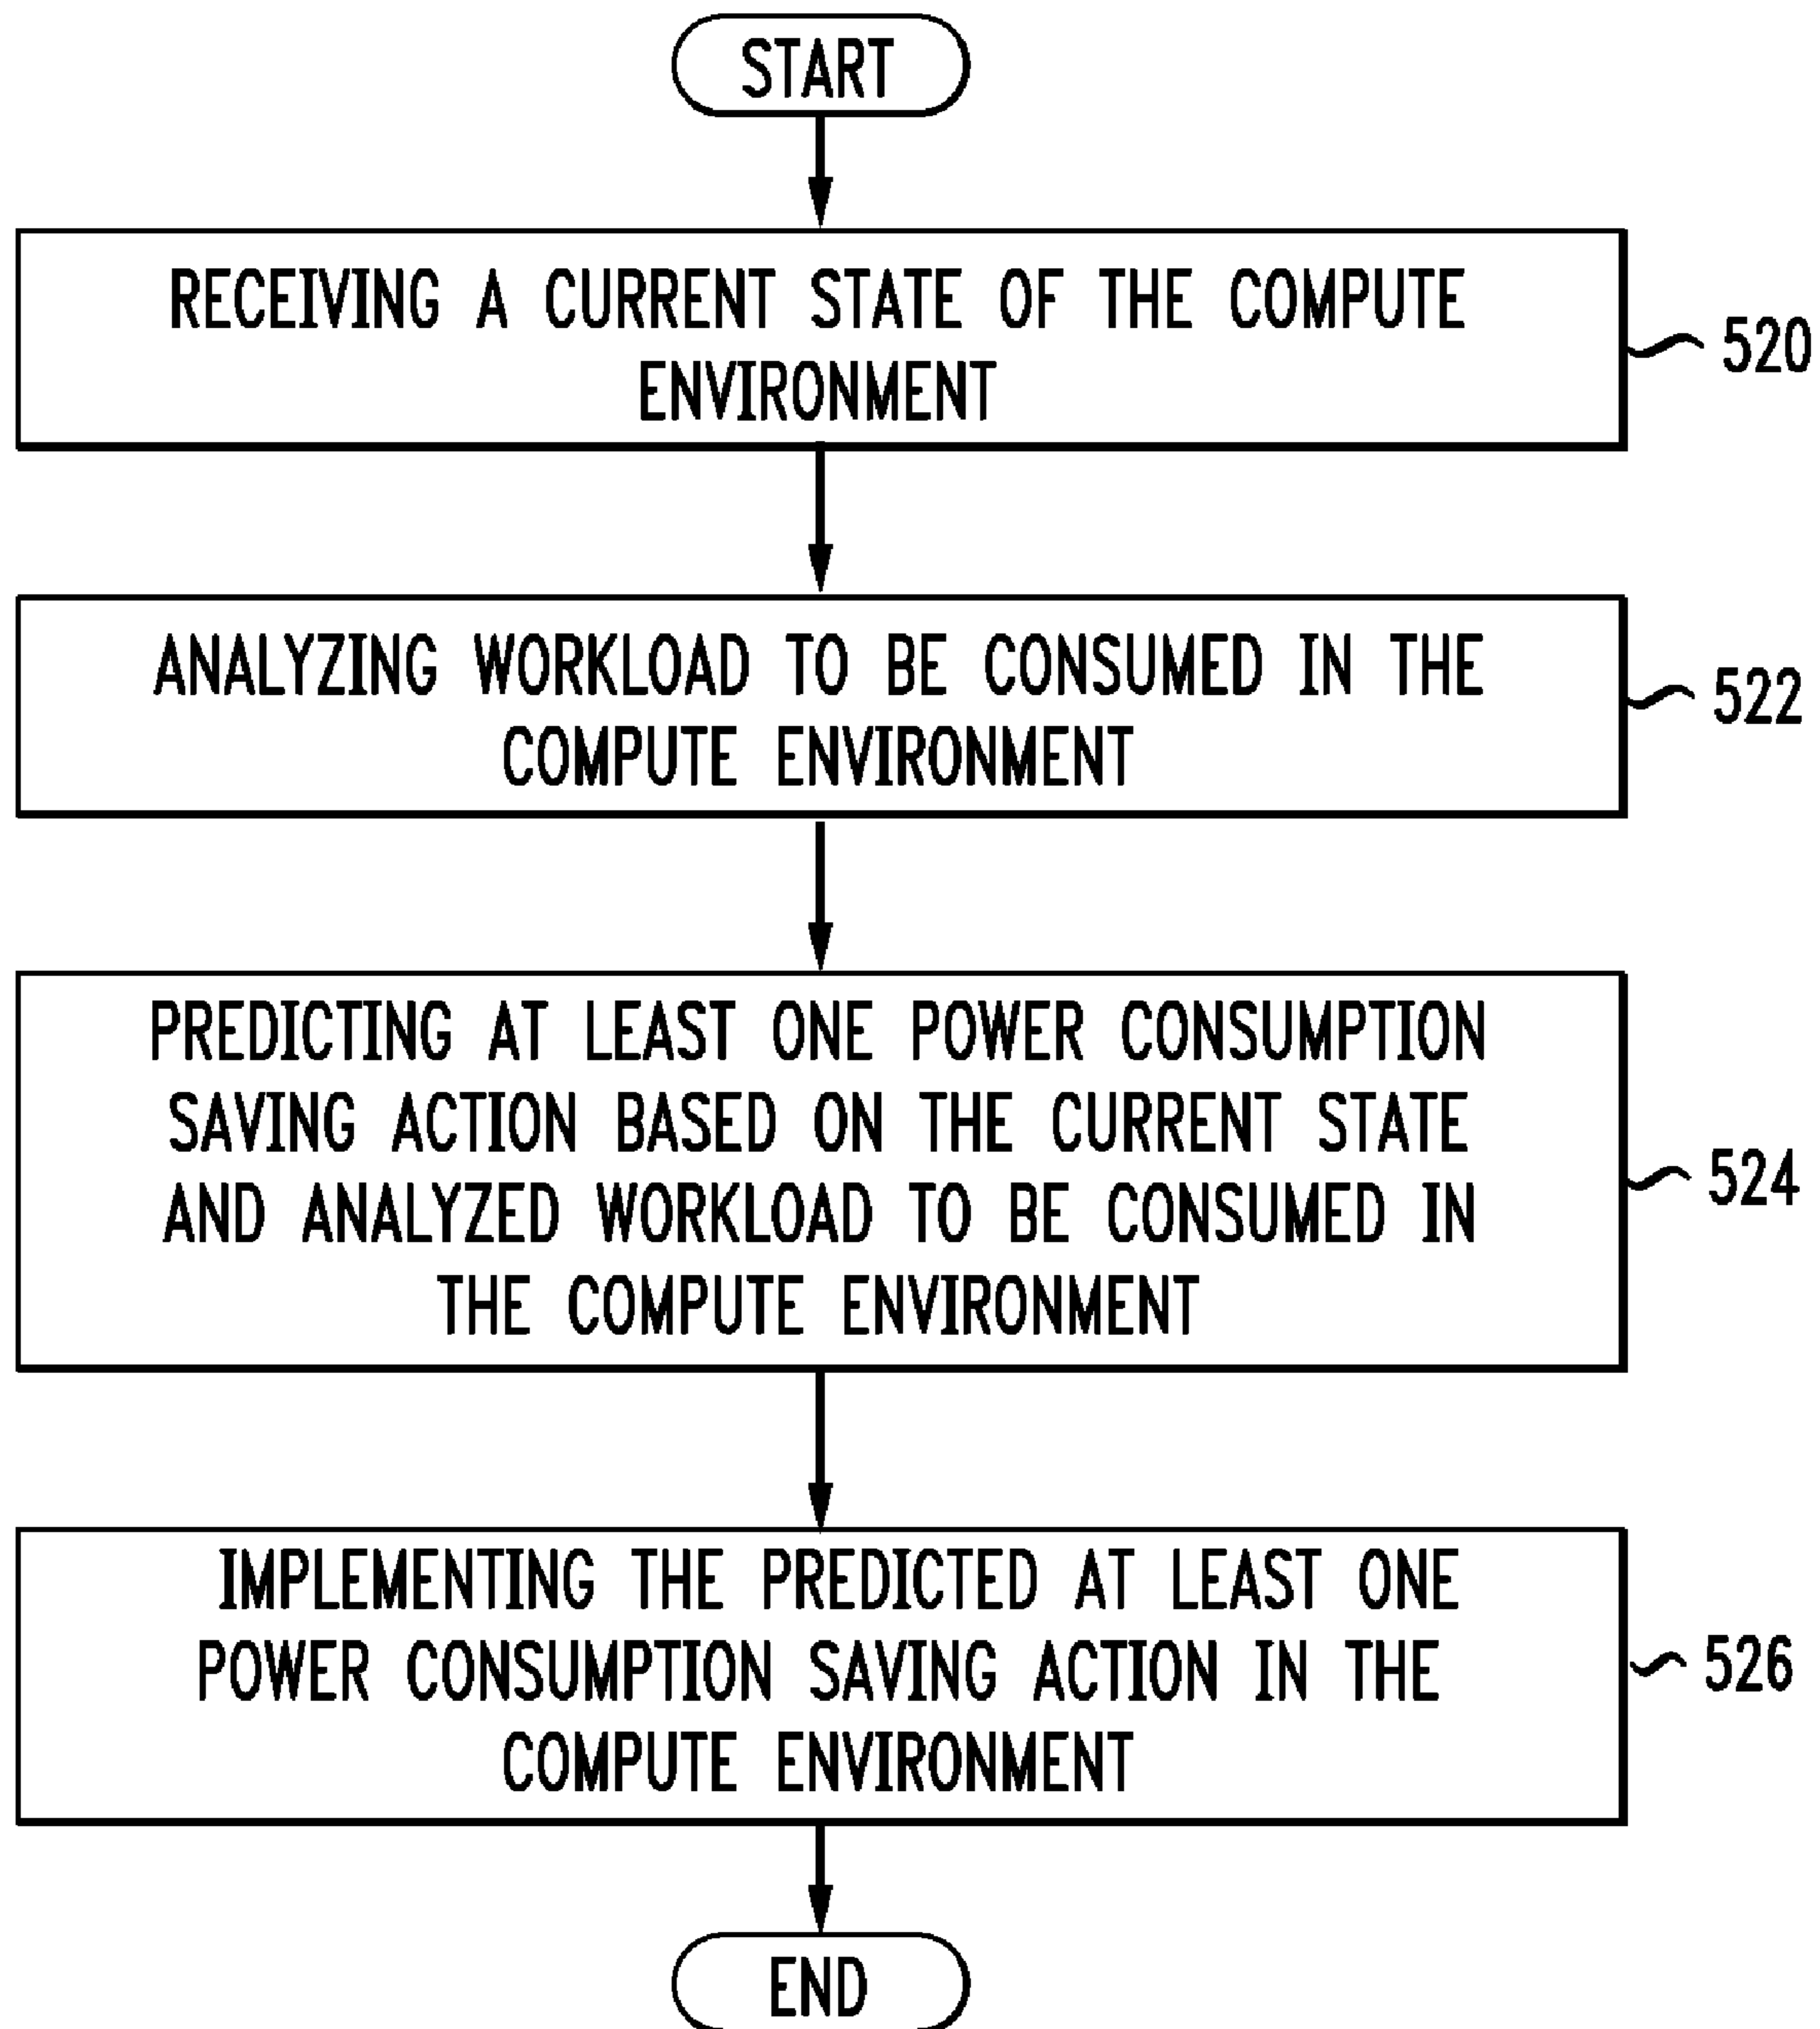 START
RECEIVING A CURRENT STATE OF THE COMPUTE
ENVIRONMENT
520
ANALYZING WORKLOAD TO BE CONSUMED IN THE
COMPUTE ENVIRONMENT
522
PREDICTING AT LEAST ONE POWER CONSUMPTION
SAVING ACTION BASED ON THE CURRENT STATE
AND ANALYZED WORKLOAD TO BE CONSUMED IN
THE COMPUTE ENVIRONMENT
524
IMPLEMENTING THE PREDICTED AT LEAST ONE
POWER CONSUMPTION SAVING ACTION IN THE
COMPUTE ENVIRONMENT
526
END